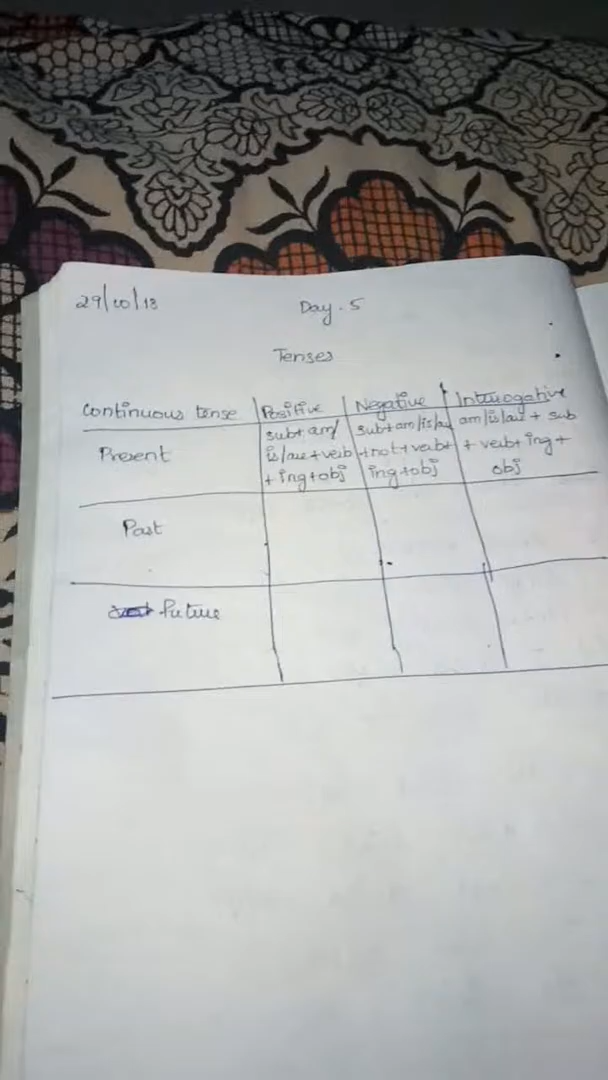 29/10/18
Day. 5
Tenses
Continuous tense | Positive | Negative | Interrogative
Present
sub+am/
is/are+verb
+ing+obj
sub+am/is/are
+not+verb+
ing+obj
am/is/are + sub
+ verb+ ing +
obj
Past
future